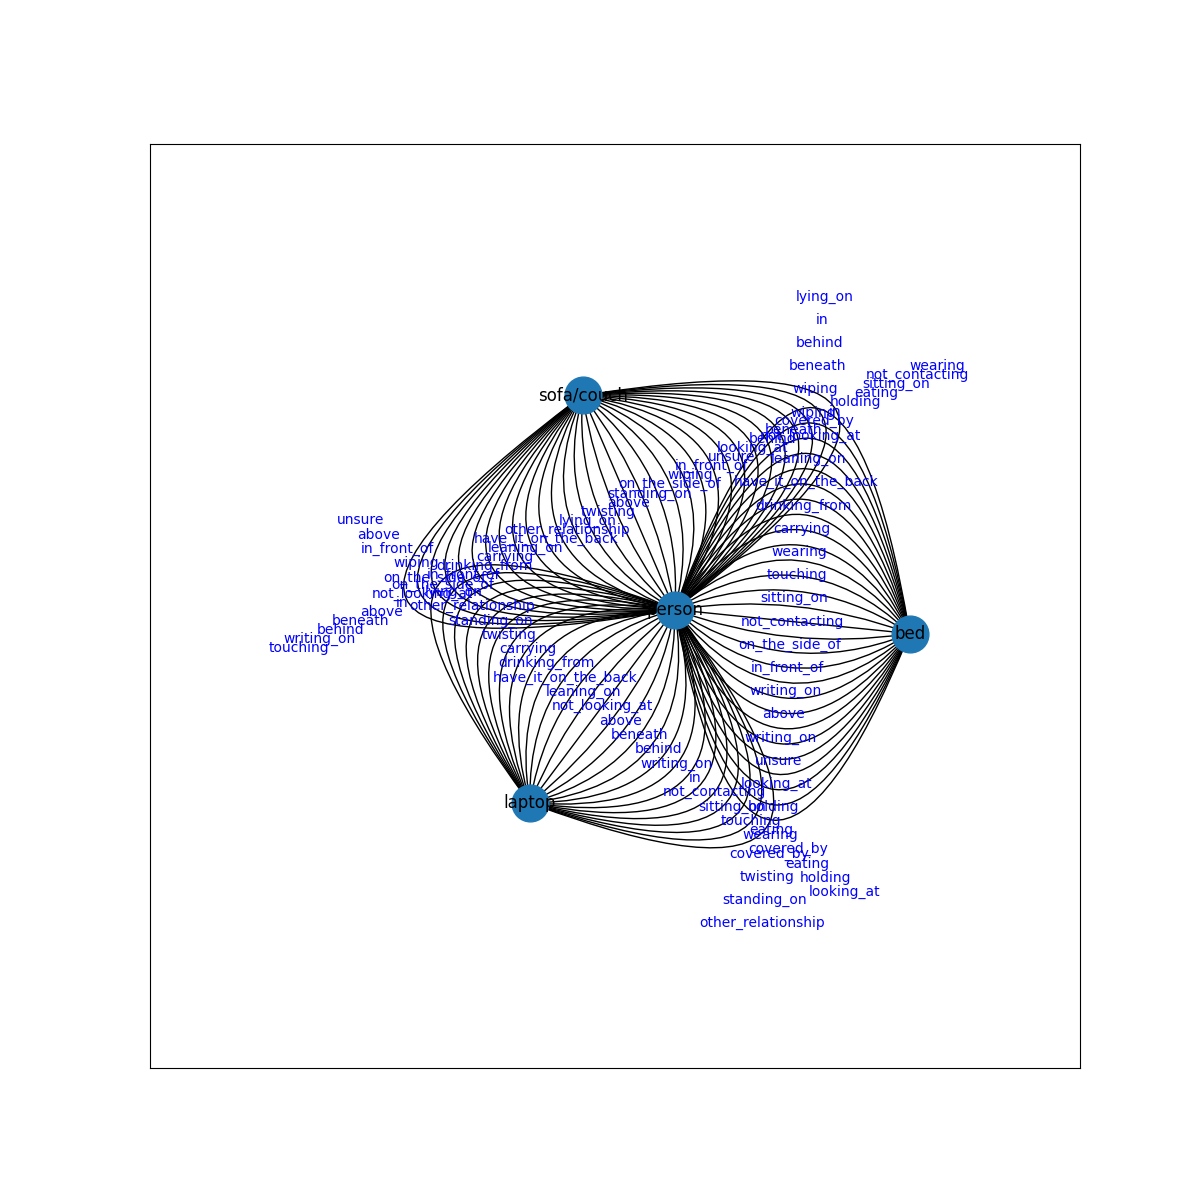 lying_on
in
behind
beneath
wearing
not_contacting
sitting_on
wiping
eating
holding
wiping
in
covered_by
beneath
not_looking_at
behind
sofa/couch
looking_at
unsure
leaning_on
in_front_of
wiping
have_it_on_the_back
on_the_side_of
standing_on
above
drinking_from
twisting
unsure
lying_on
other_relationship
carrying
above
have_it_on_the_back
in_front_of
leaning_on
wearing
carrying
wiping
drinking_from
in_front_of
touching
on_the_side_of
on_the_side_of
not_looking_at
lying_on
sitting_on
in
other_relationship
above
person
beneath
standing_on
not_contacting
behind
twisting
bed
writing_on
touching
carrying
on_the_side_of
drinking_from
in_front_of
have_it_on_the_back
leaning_on
writing_on
not_looking_at
above
above
beneath
writing_on
behind
unsure
writing_on
in
looking_at
not_contacting
laptop
sitting_on
holding
touching
eating
wearing
covered_by
covered_by
eating
twisting
holding
looking_at
standing_on
other_relationship